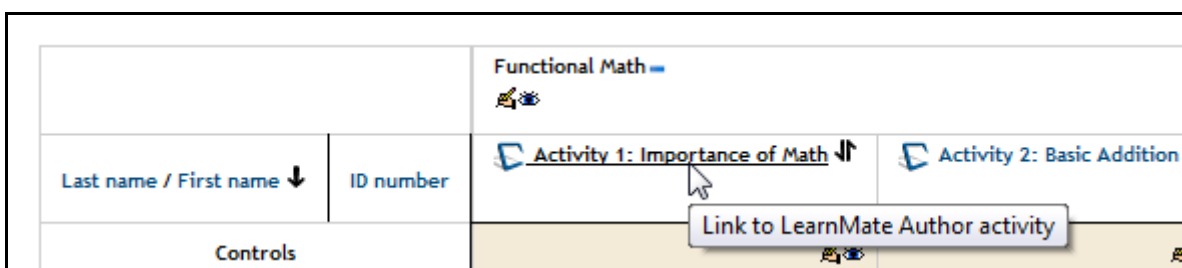 Functional Math
Activity 1: Importance of Math
Activity 2: Basic Addition
Last name / First name
ID number
Link to LearnMate Author activity
Controls